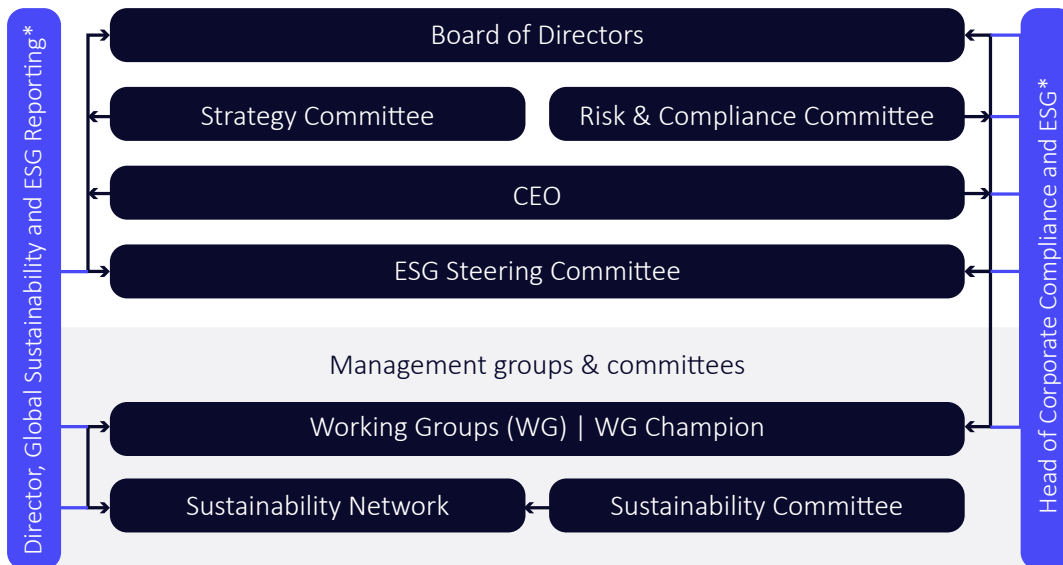 Director, Global Sustainability and ESG Reporting*
Board of Directors
Strategy Committee
Risk & Compliance Committee
CEO
ESG Steering Committee
Management groups & committees
Working Groups (WG) | WG Champion
Sustainability Network
Sustainability Committee
Head of Corporate Compliance and ESG*